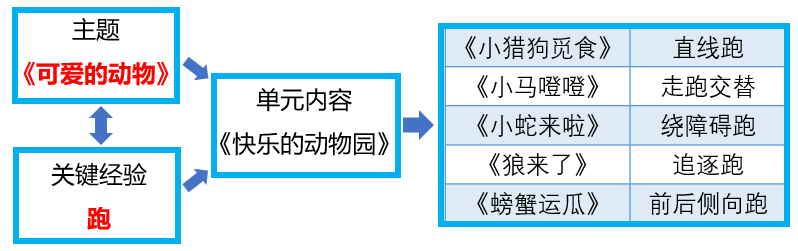 主题
《可爱的动物》
关键经验
跑
单元内容
《快乐的动物园》
《小猎狗觅食》 直线跑
《小马噔噔》 走跑交替
《小蛇来啦》 绕障碍跑
《狼来了》 追逐跑
《螃蟹运瓜》 前后侧向跑